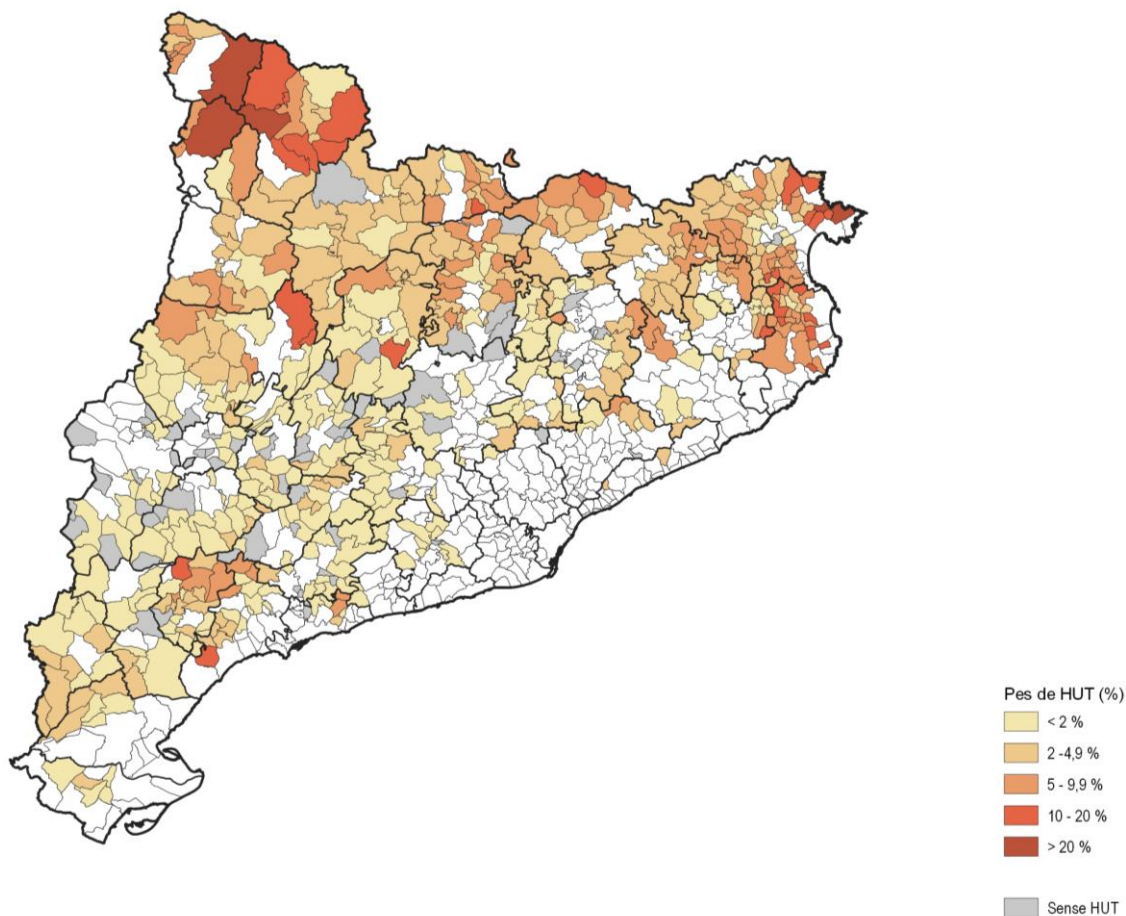 Pes de HUT (%)
< 2 %
2 -4,9 %
5 - 9,9 %
10 - 20 %
> 20 %
Sense HUT